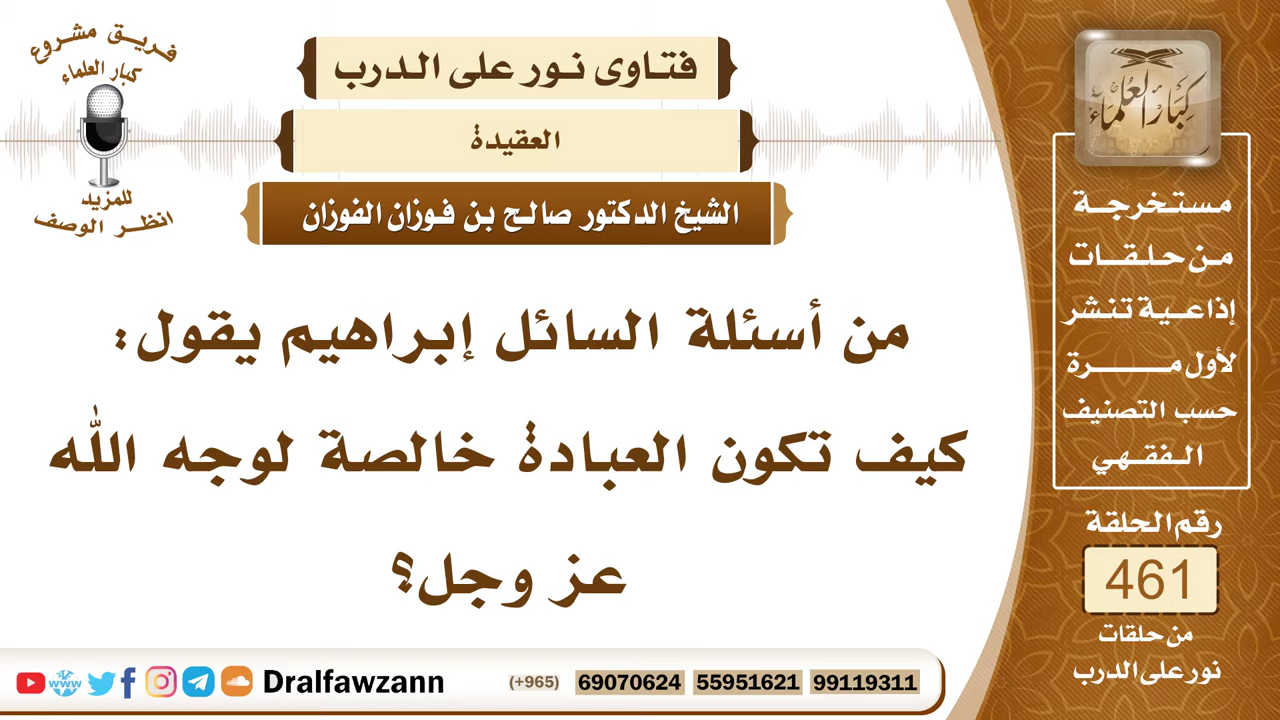 فريق مشروع
كبار العلماء
للمزيد
انظر الوصف
فتاوى نور على الدرب
العقيدة
الشيخ الدكتور صالح بن فوزان الفوزان
من أسئلة السائل إبراهيم يقول:
كيف تكون العبادة خالصة لوجه الله
عز وجل؟
كبار العلماء
مستخرجة
من حلقات
إذاعية تنشر
لأول مرة
حسب التصنيف
الفقهي
رقم الحلقة
461
من حلقات
نور على الدرب
www Dralfawzann (+965) 69070624 55951621 99119311